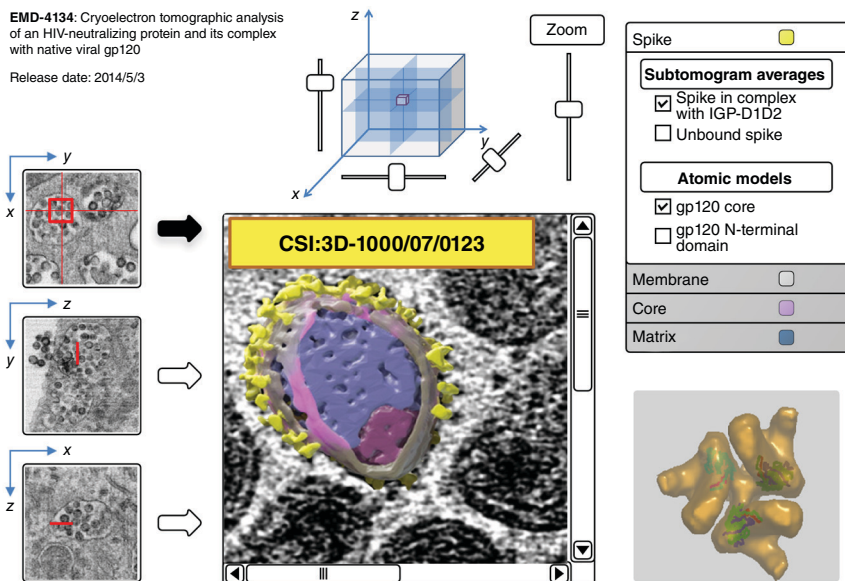 EMD-4134: Cryoelectron tomographic analysis
of an HIV-neutralizing protein and its complex
with native viral gp120
Release date: 2014/5/3
z
y
x
Zoom
Spike
Subtomogram averages
Spike in complex
with IGP-D1D2
Unbound spike
Atomic models
gp120 core
gp120 N-terminal
domain
Membrane
Core
Matrix
y
x
z
y
x
z
CSI:3D-1000/07/0123